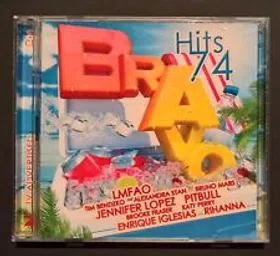 BRAVO
Hits
74
LMFAO
TIM BENDZKO ALEXANDRA STAN BRUNO MARS
JENNIFER LOPEZ PITBULL
BROOKE FRASER KATY PERRY
ENRIQUE IGLESIAS RIHANNA